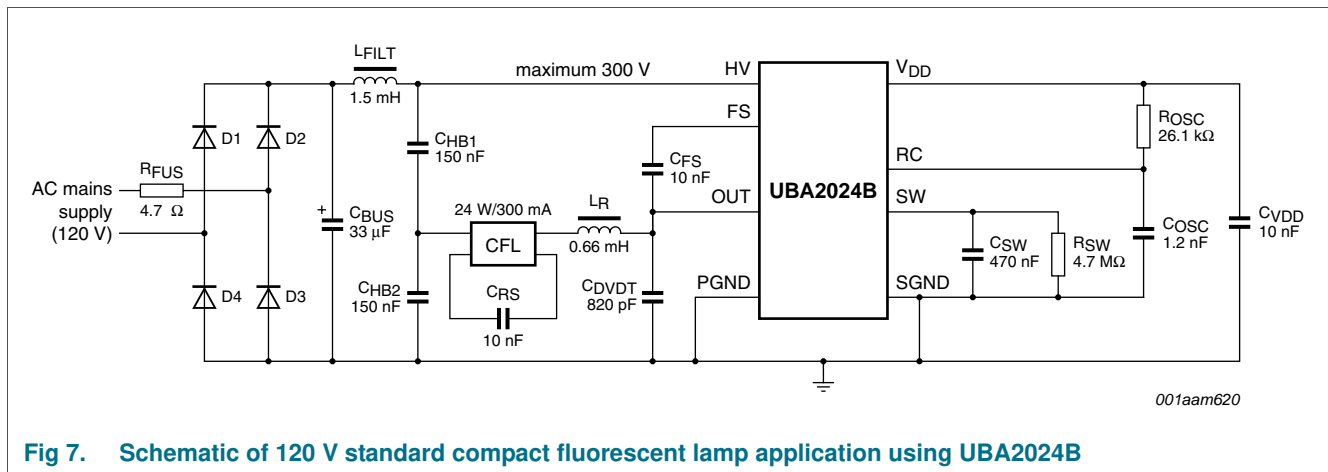 LFILT
1.5 mH
maximum 300 V
HV
VDD
FS
D1
D2
CHB1
150 nF
ROSC
26.1 kΩ
RFUS
4.7 Ω
AC mains
supply
(120 V)
CFS
10 nF
RC
UBA2024B
+
CBUS
33 μF
24 W/300 mA
LR
0.66 mH
OUT
SW
CFL
CSW
470 nF
RSW
4.7 MΩ
COSC
1.2 nF
CVDD
10 nF
D4
D3
CHB2
150 nF
CRS
10 nF
CDVDT
820 pF
PGND
SGND
001aam620
Fig 7. Schematic of 120 V standard compact fluorescent lamp application using UBA2024B